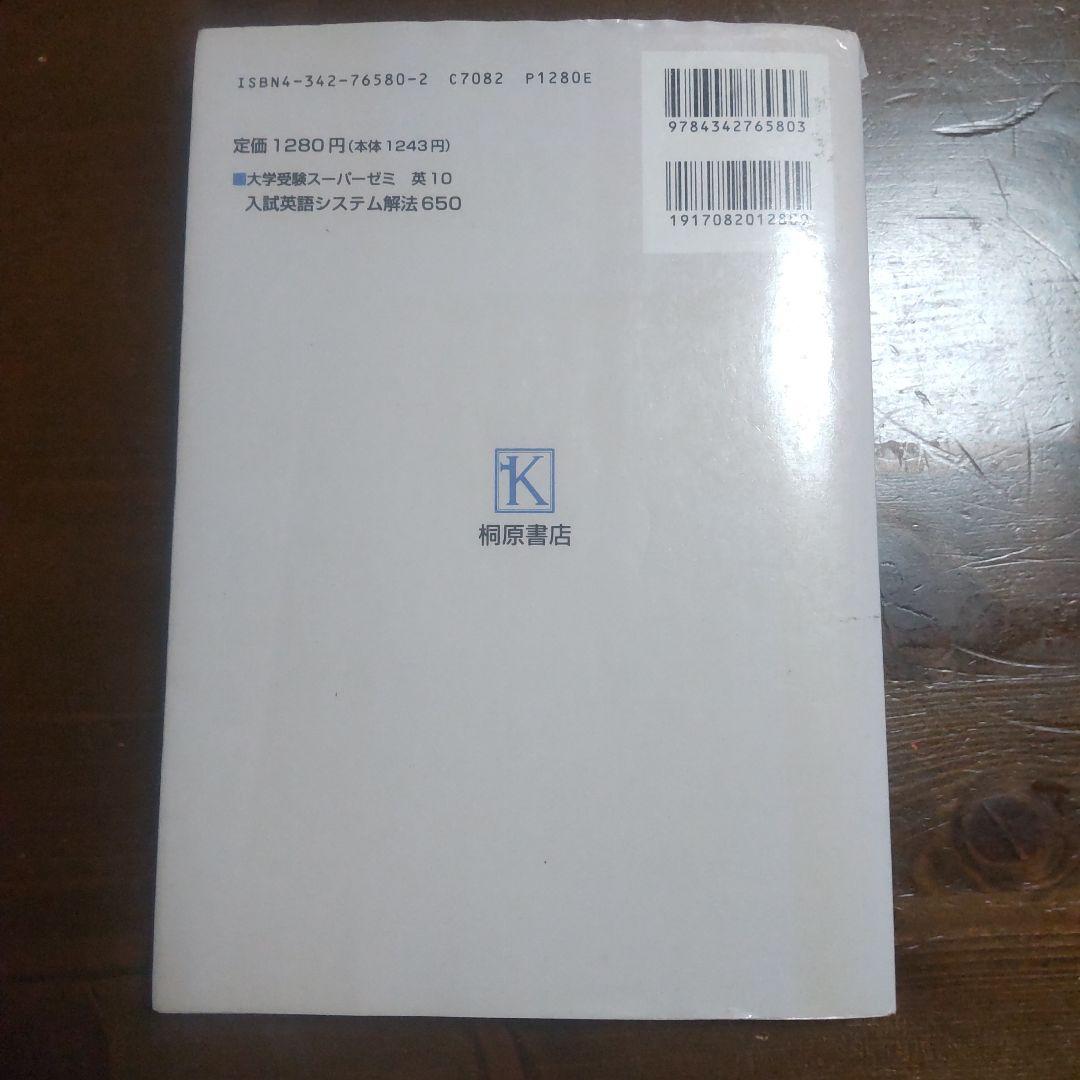 ISBN4-342-76580-2 C7082 P1280E
9784342765803
定価1280円(本体1243円)
■大学受験スーパーゼミ 英10
入試英語システム解法650
K
桐原書店